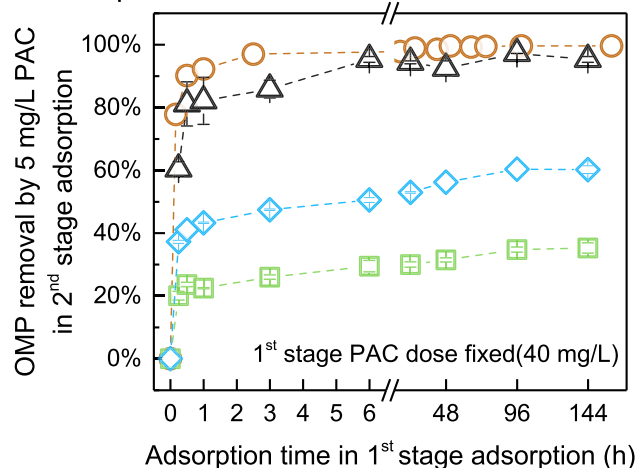 100%
80%
60%
40%
20%
0%
OMP removal by 5 mg/L PAC
in 2nd stage adsorption
1st stage PAC dose fixed(40 mg/L)
0 1 2 3 4 5 6 48 96 144
Adsorption time in 1st stage adsorption (h)